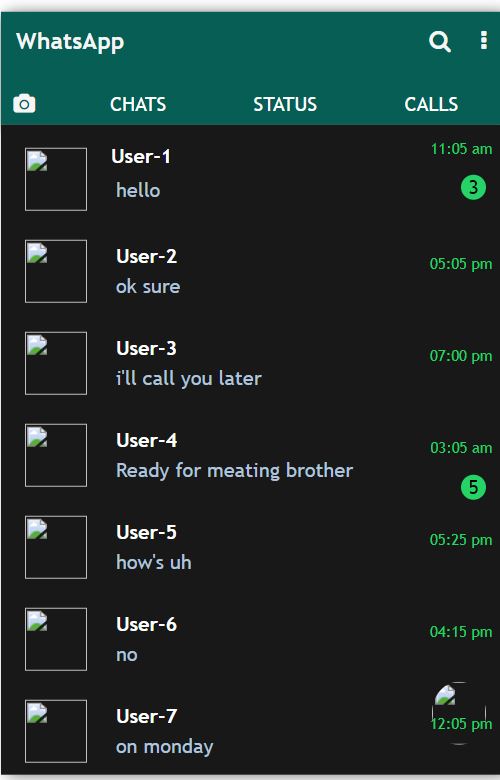 WhatsApp
CHATS STATUS CALLS
User-1 11:05 am
hello 3
User-2 05:05 pm
ok sure
User-3 07:00 pm
i'll call you later
User-4 03:05 am
Ready for meating brother 5
User-5 05:25 pm
how's uh
User-6 04:15 pm
no
User-7 12:05 pm
on monday